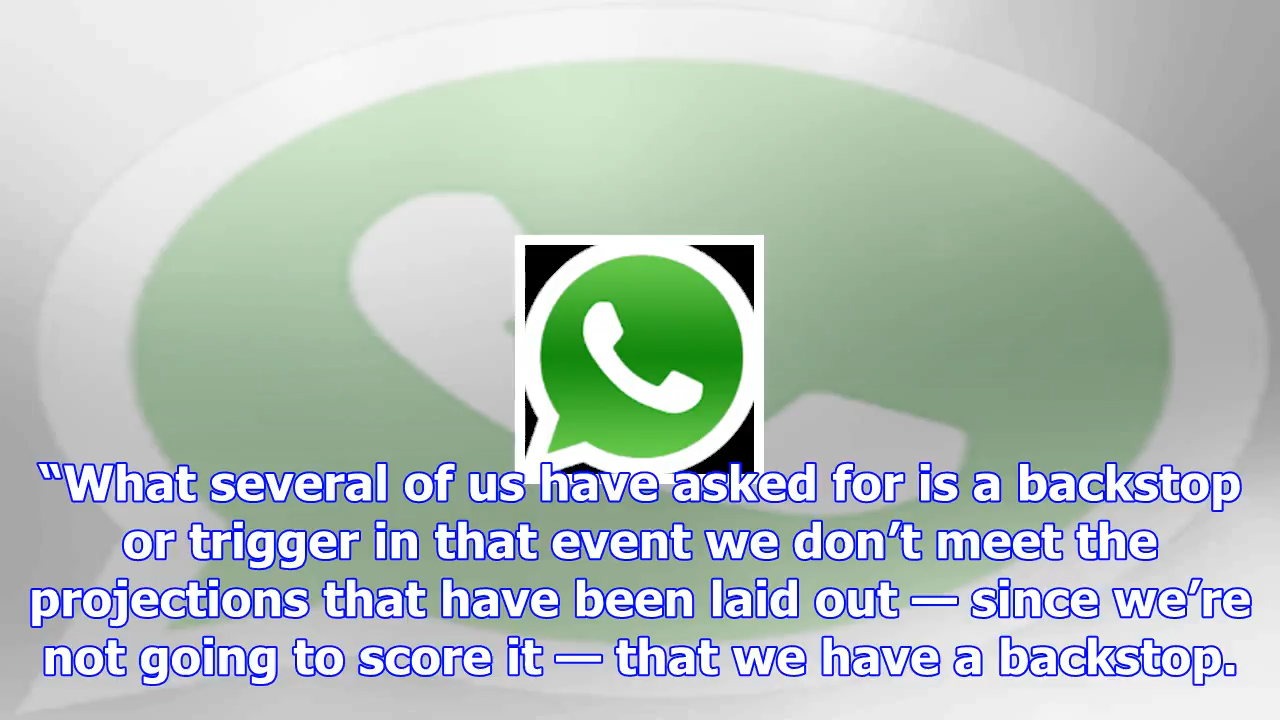 “What several of us have asked for is a backstop
or trigger in that event we don’t meet the
projections that have been laid out — since we’re
not going to score it — that we have a backstop.